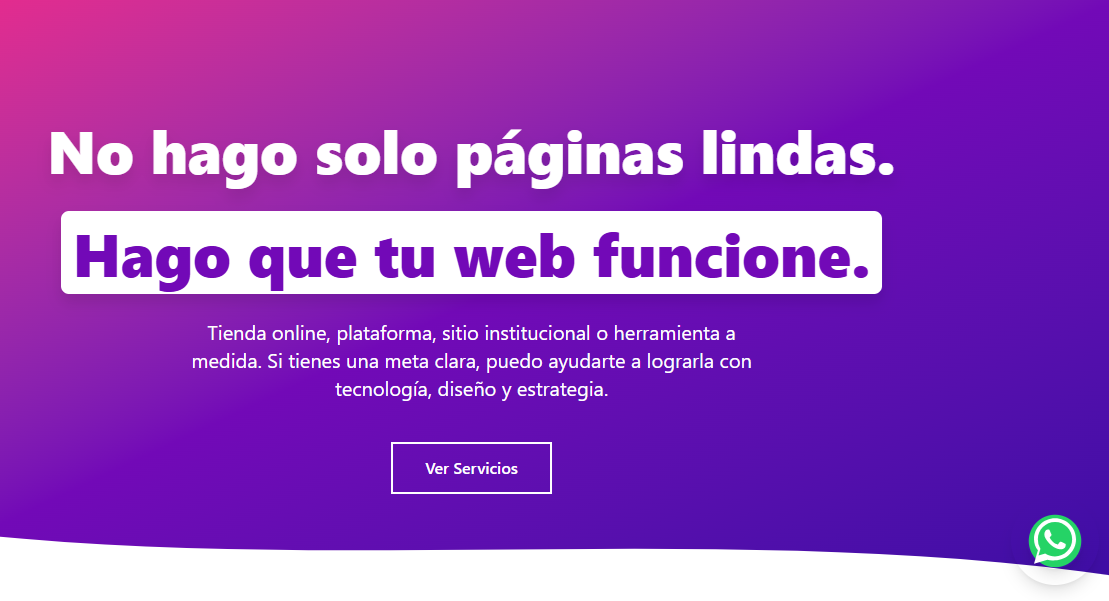 No hago solo páginas lindas.
Hago que tu web funcione.
Tienda online, plataforma, sitio institucional o herramienta a
medida. Si tienes una meta clara, puedo ayudarte a lograrla con
tecnología, diseño y estrategia.
Ver Servicios